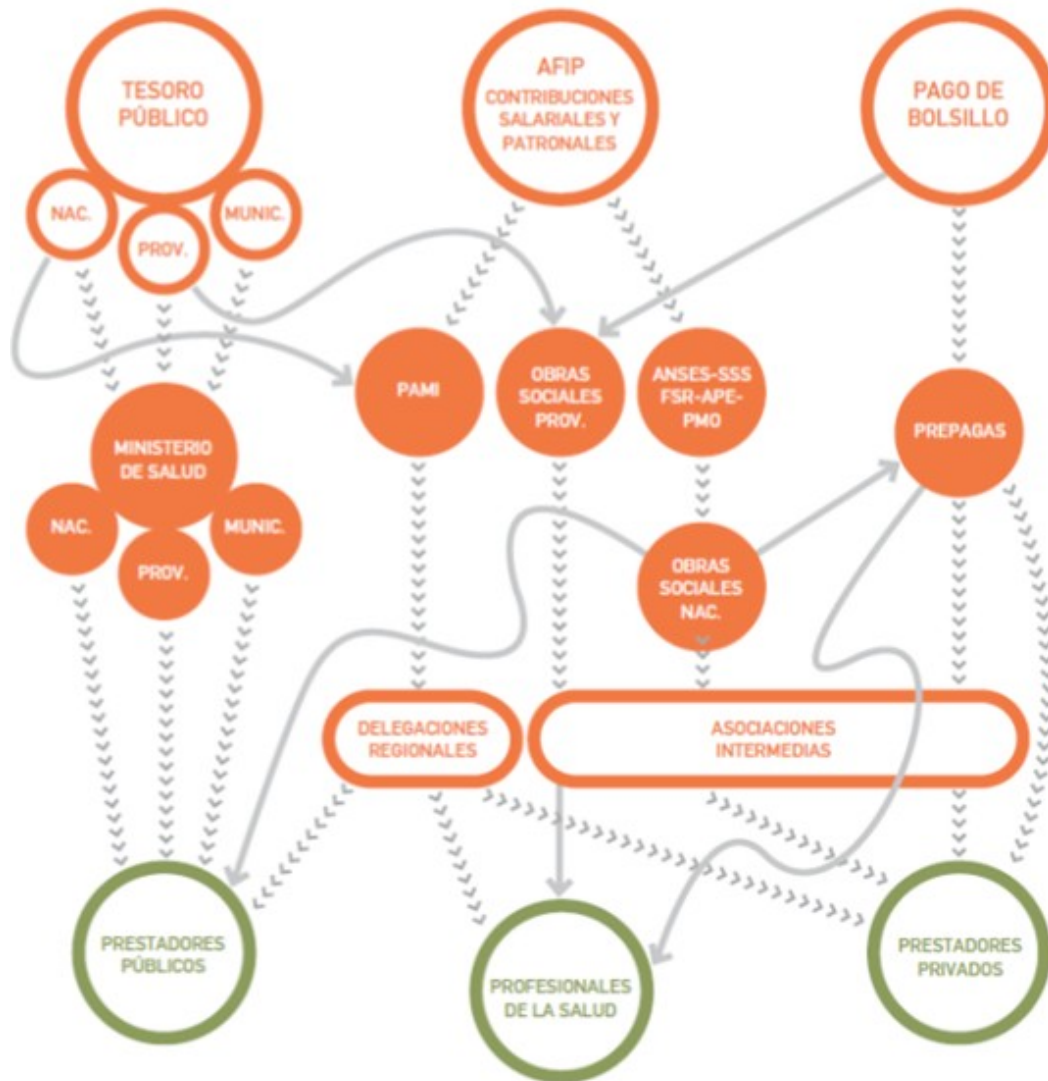 TESORO
PÚBLICO
NAC.
PROV.
MUNIC.
AFIP
CONTRIBUCIONES
SALARIALES Y
PATRONALES
PAGO DE
BOLSILLO
PAMI
OBRAS
SOCIALES
PROV.
ANSES-SSS
FSR-APE-
PMO
PREPAGAS
MINISTERIO
DE SALUD
NAC.
PROV.
MUNIC.
OBRAS
SOCIALES
NAC.
DELEGACIONES
REGIONALES
ASOCIACIONES
INTERMEDIAS
PRESTADORES
PÚBLICOS
PROFESIONALES
DE LA SALUD
PRESTADORES
PRIVADOS